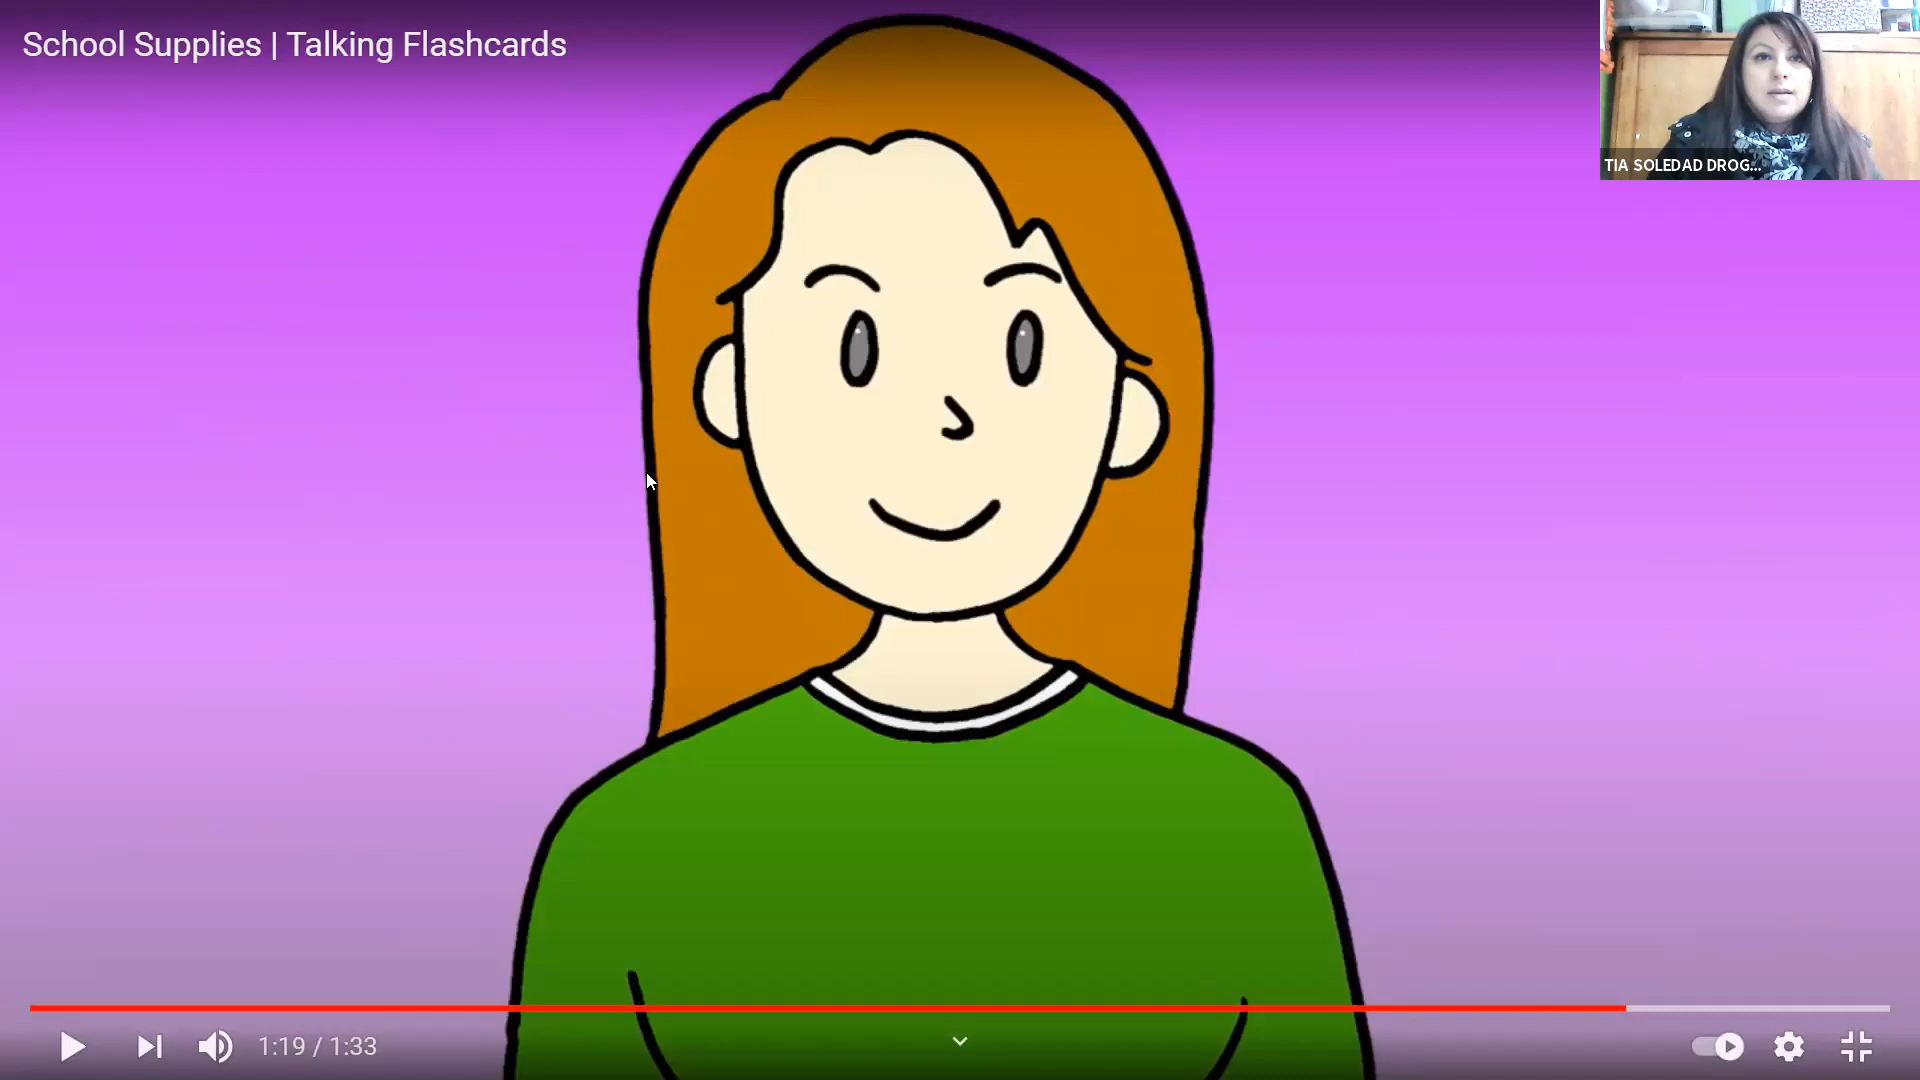 School Supplies | Talking Flashcards
TIA SOLEDAD DROG...
1:19 / 1:33